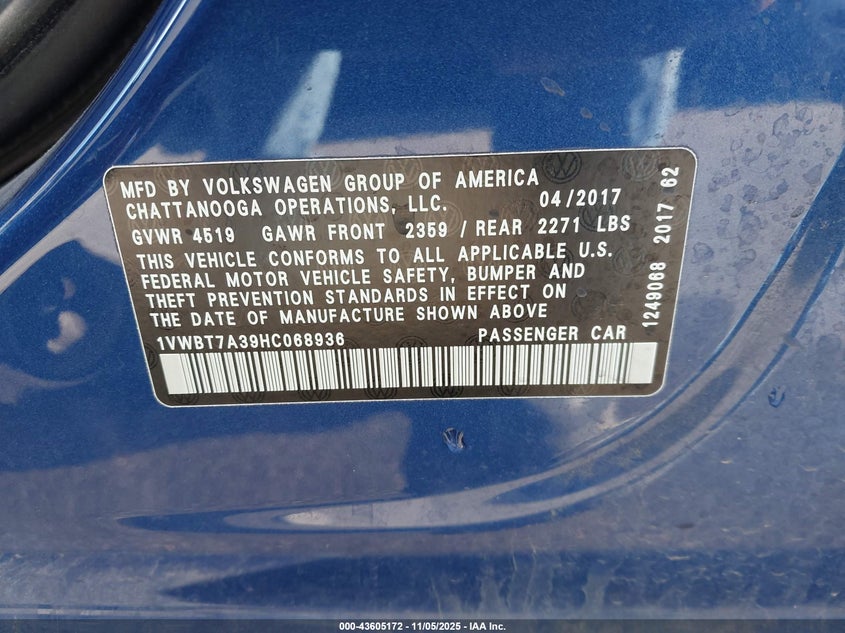 MFD BY VOLKSWAGEN GROUP OF AMERICA
CHATTANOOGA OPERATIONS, LLC. 04/2017
GVWR 4519 GAWR FRONT 2359 / REAR 2271 LBS
THIS VEHICLE CONFORMS TO ALL APPLICABLE U.S.
FEDERAL MOTOR VEHICLE SAFETY, BUMPER AND
THEFT PREVENTION STANDARDS IN EFFECT ON
THE DATE OF MANUFACTURE SHOWN ABOVE
1VWBT7A39HC068936 PASSENGER CAR
1249068 2017 62
000-43605172 - 11/05/2025 - IAA Inc.